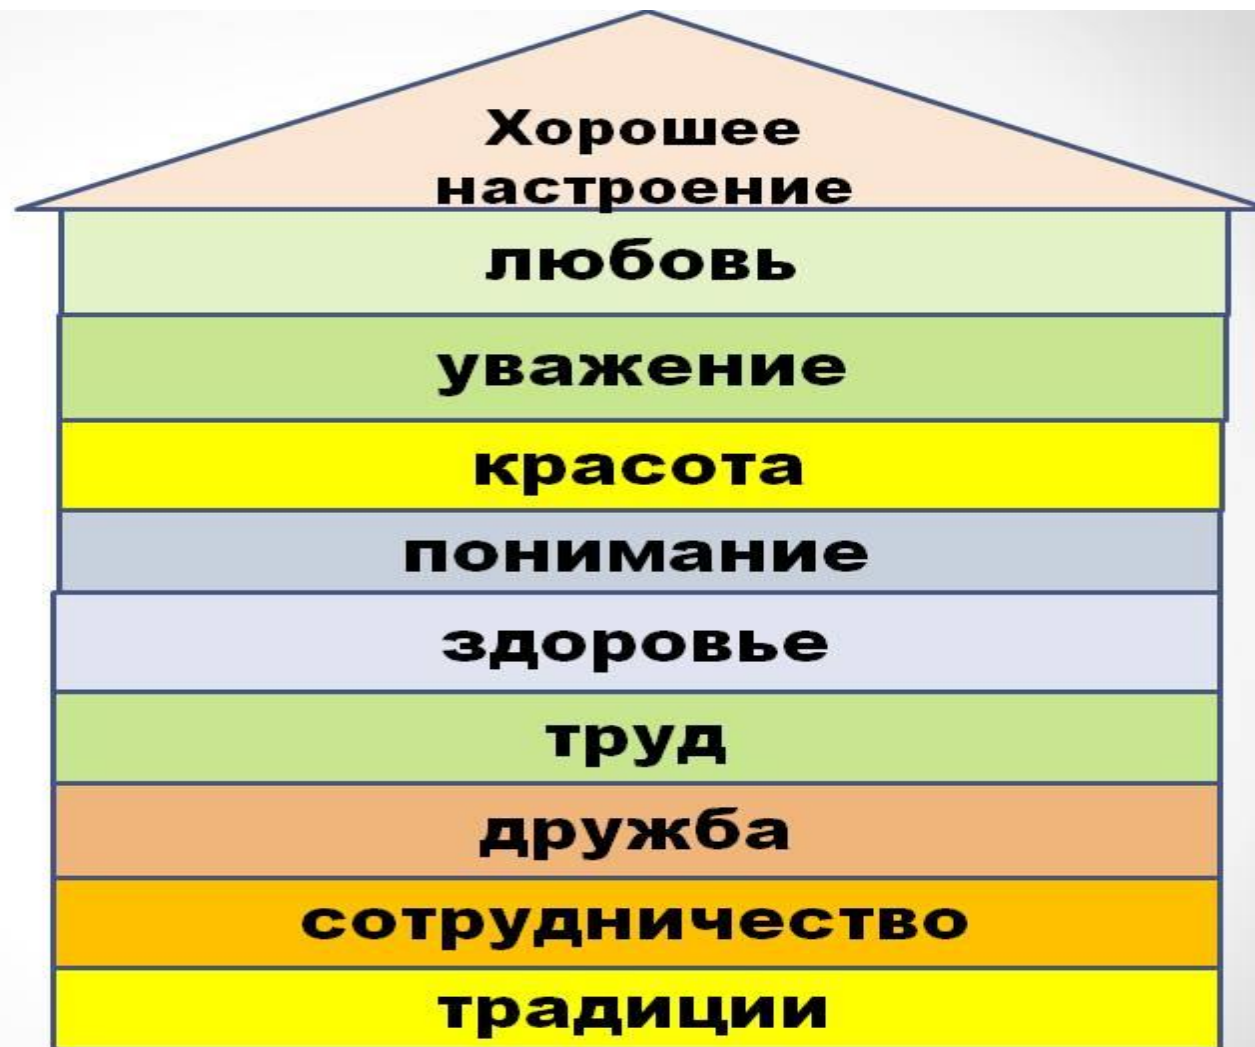 Хорошее
настроение
любовь
уважение
красота
понимание
здоровье
труд
дружба
сотрудничество
традиции